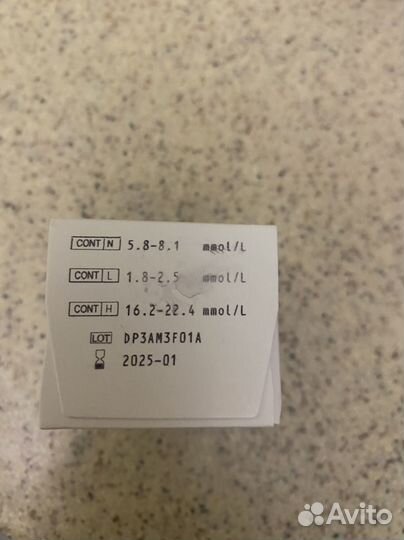 CONT N 5.8-8.1 mmol/L
CONT L 1.8-2.5 mmol/L
CONT H 16.2-22.4 mmol/L
LOT DP3AM3F01A
2025-01
Avito